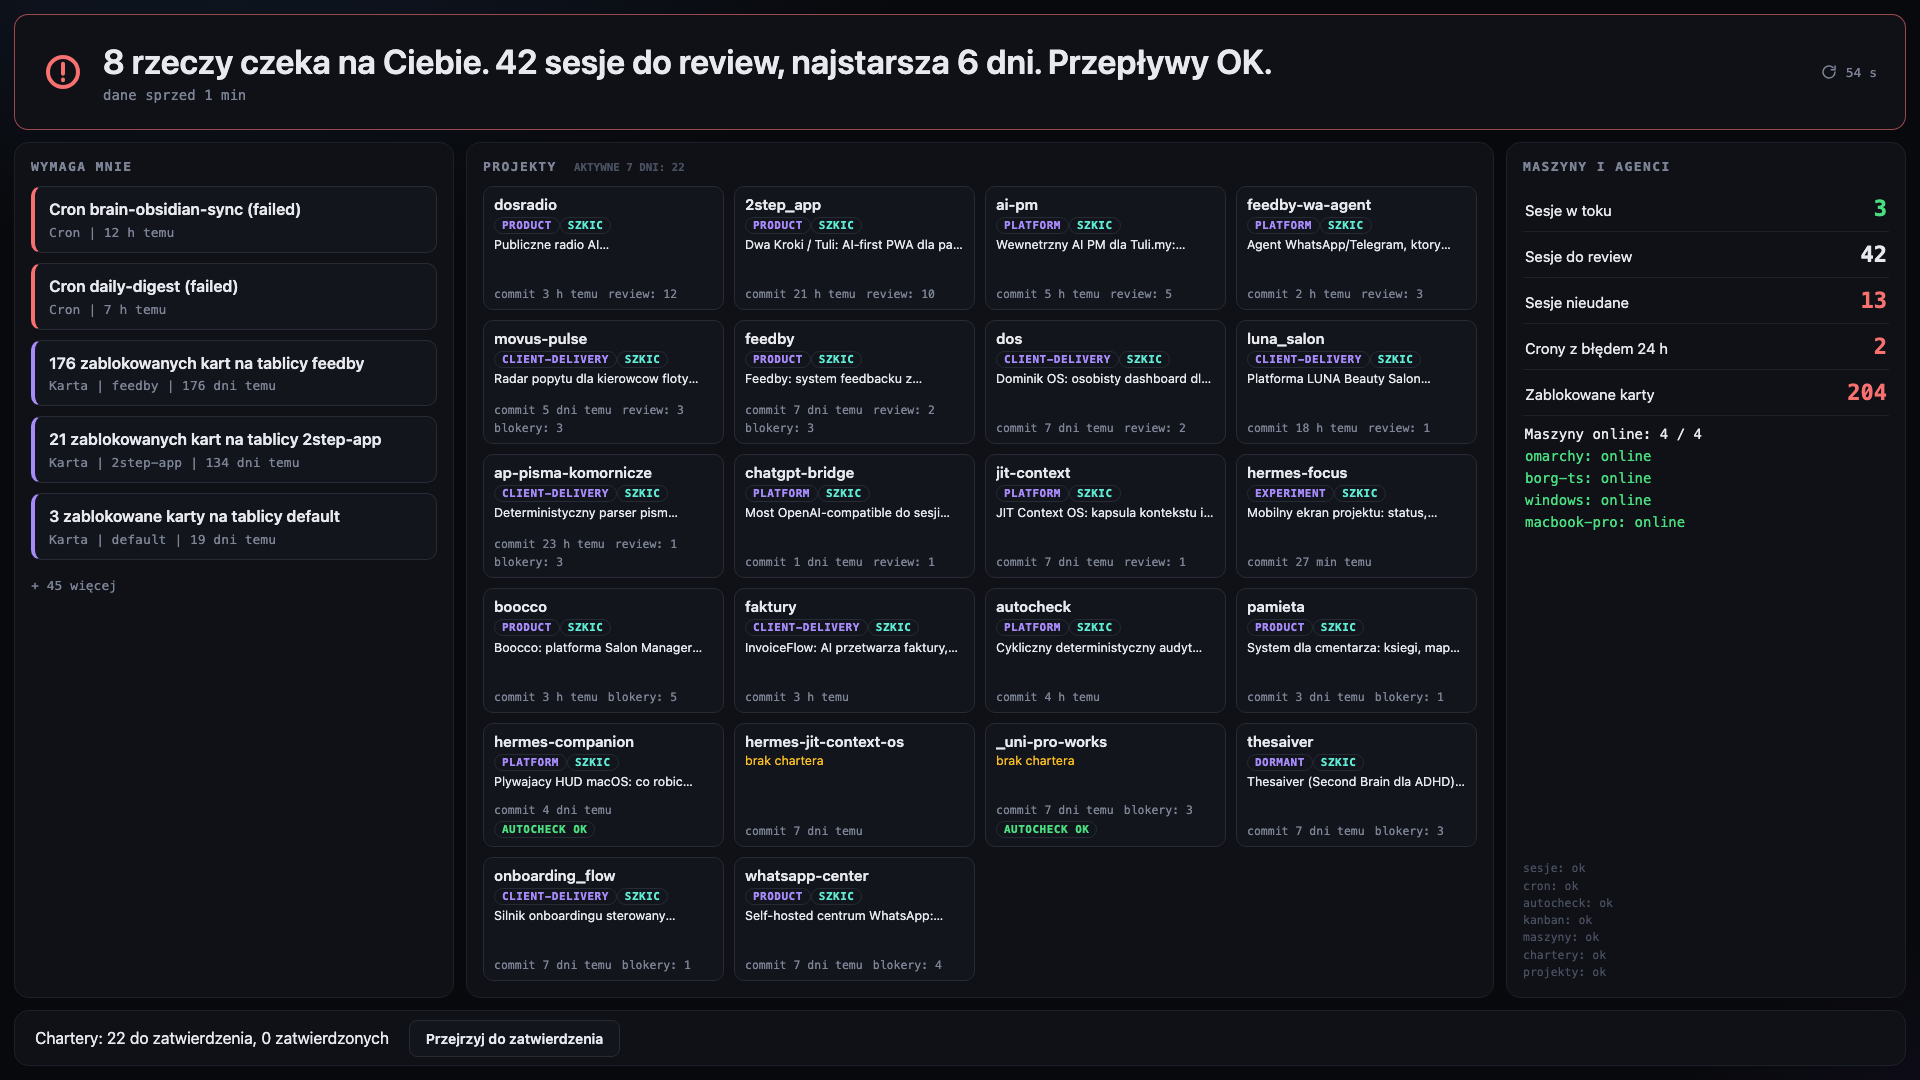 8 rzeczy czeka na Ciebie. 42 sesje do review, najstarsza 6 dni. Przepływy OK.
dane sprzed 1 min
54 s
WYMAGA MNIE
Cron brain-obsidian-sync (failed)
Cron | 12 h temu
Cron daily-digest (failed)
Cron | 7 h temu
176 zablokowanych kart na tablicy feedby
Karta | feedby | 176 dni temu
21 zablokowanych kart na tablicy 2step-app
Karta | 2step-app | 134 dni temu
3 zablokowane karty na tablicy default
Karta | default | 19 dni temu
+ 45 więcej
PROJEKTY AKTYWNE 7 DNI: 22
dosradio
PRODUCT SZKIC
Publiczne radio AI...
commit 3 h temu review: 12
2step_app
PRODUCT SZKIC
Dwa Kroki / Tuli: AI-first PWA dla pa...
commit 21 h temu review: 10
ai-pm
PLATFORM SZKIC
Wewnetrzny AI PM dla Tuli.my:...
commit 5 h temu review: 5
feedby-wa-agent
PLATFORM SZKIC
Agent WhatsApp/Telegram, ktory...
commit 2 h temu review: 3
movus-pulse
CLIENT-DELIVERY SZKIC
Radar popytu dla kierowcow floty...
commit 5 dni temu review: 3
blokery: 3
feedby
PRODUCT SZKIC
Feedby: system feedbacku z...
commit 7 dni temu review: 2
blokery: 3
dos
CLIENT-DELIVERY SZKIC
Dominik OS: osobisty dashboard dl...
commit 7 dni temu review: 2
luna_salon
CLIENT-DELIVERY SZKIC
Platforma LUNA Beauty Salon...
commit 18 h temu review: 1
ap-pisma-komornicze
CLIENT-DELIVERY SZKIC
Deterministyczny parser pism...
commit 23 h temu review: 1
blokery: 3
chatgpt-bridge
PLATFORM SZKIC
Most OpenAI-compatible do sesji...
commit 1 dni temu review: 1
jit-context
PLATFORM SZKIC
JIT Context OS: kapsula kontekstu i...
commit 7 dni temu review: 1
hermes-focus
EXPERIMENT SZKIC
Mobilny ekran projektu: status,...
commit 27 min temu
boocco
PRODUCT SZKIC
Boocco: platforma Salon Manager...
commit 3 h temu blokery: 5
faktury
CLIENT-DELIVERY SZKIC
InvoiceFlow: AI przetwarza faktury,...
commit 3 h temu
autocheck
PLATFORM SZKIC
Cykliczny deterministyczny audyt...
commit 4 h temu
pamieta
PRODUCT SZKIC
System dla cmentarza: ksiegi, map...
commit 3 dni temu blokery: 1
hermes-companion
PLATFORM SZKIC
Plywajacy HUD macOS: co robic...
commit 4 dni temu
AUTOCHECK OK
hermes-jit-context-os
brak chartera
commit 7 dni temu
_uni-pro-works
brak chartera
commit 7 dni temu blokery: 3
AUTOCHECK OK
thesaiver
DORMANT SZKIC
Thesaiver (Second Brain dla ADHD)...
commit 7 dni temu blokery: 3
onboarding_flow
CLIENT-DELIVERY SZKIC
Silnik onboardingu sterowany...
commit 7 dni temu blokery: 1
whatsapp-center
PRODUCT SZKIC
Self-hosted centrum WhatsApp:...
commit 7 dni temu blokery: 4
MASZYNY I AGENCI
Sesje w toku 3
Sesje do review 42
Sesje nieudane 13
Crony z błędem 24 h 2
Zablokowane karty 204
Maszyny online: 4 / 4
omarchy: online
borg-ts: online
windows: online
macbook-pro: online
sesje: ok
cron: ok
autocheck: ok
kanban: ok
maszyny: ok
chartery: ok
projekty: ok
Chartery: 22 do zatwierdzenia, 0 zatwierdzonych
Przejrzyj do zatwierdzenia